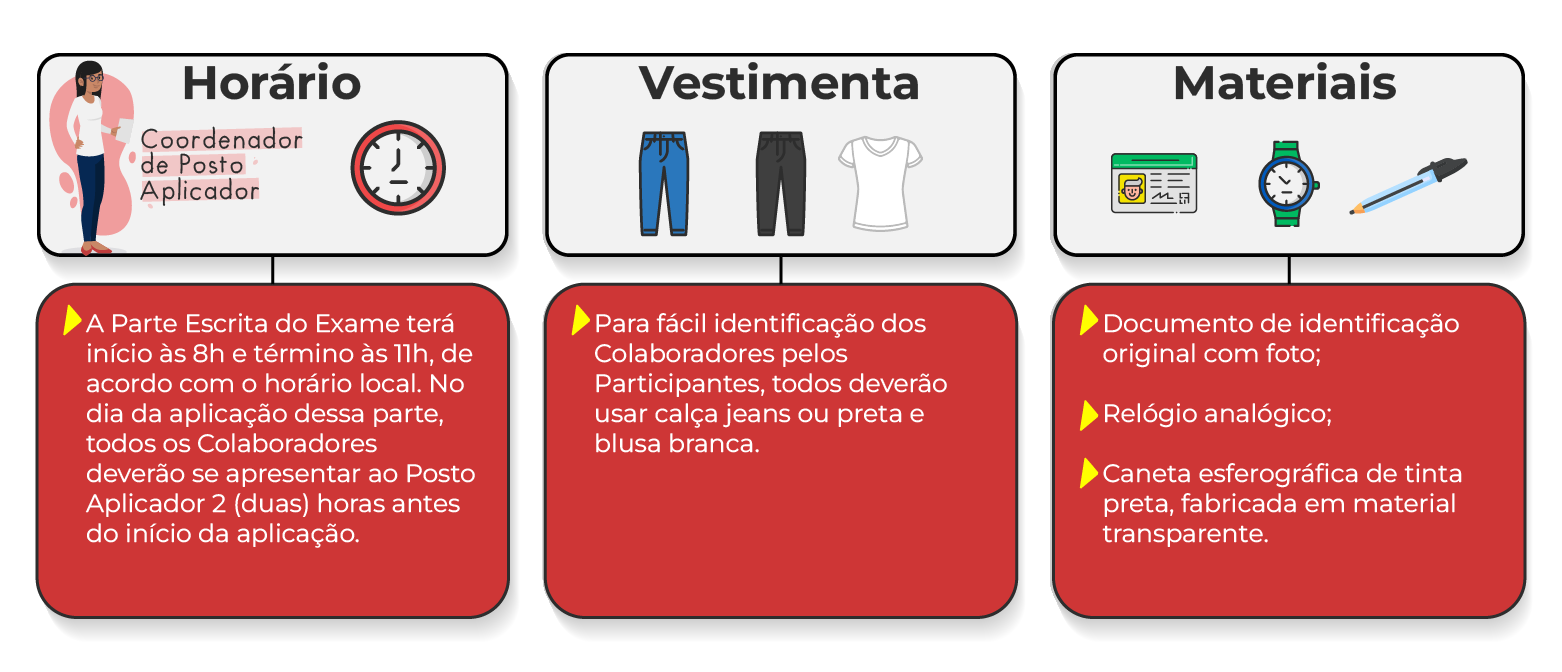 Horário
Coordenador
de Posto
Aplicador
A Parte Escrita do Exame terá
início às 8h e término às 11h, de
acordo com o horário local. No
dia da aplicação dessa parte,
todos os Colaboradores
deverão se apresentar ao Posto
Aplicador 2 (duas) horas antes
do início da aplicação.
Vestimenta
Para fácil identificação dos
Colaboradores pelos
Participantes, todos deverão
usar calça jeans ou preta e
blusa branca.
Materiais
Documento de identificação
original com foto;
Relógio analógico;
Caneta esferográfica de tinta
preta, fabricada em material
transparente.